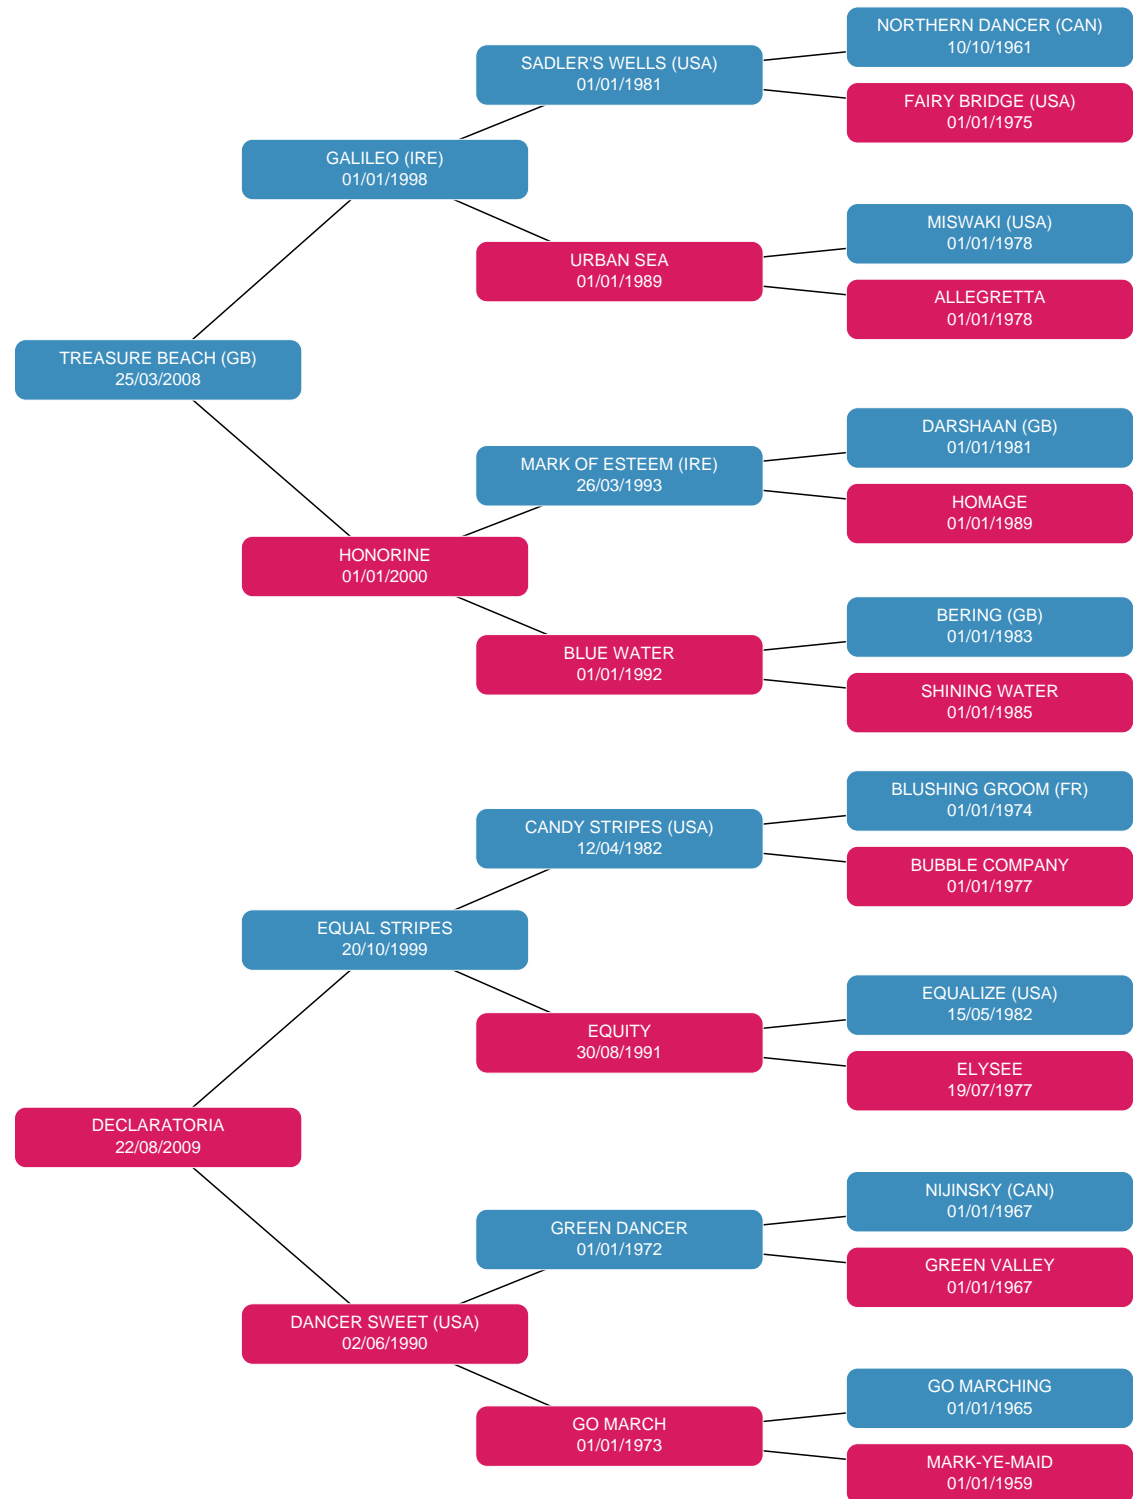 NORTHERN DANCER (CAN)
10/10/1961
SADLER'S WELLS (USA)
01/01/1981
FAIRY BRIDGE (USA)
01/01/1975
GALILEO (IRE)
01/01/1998
MISWAKI (USA)
01/01/1978
URBAN SEA
01/01/1989
ALLEGRETTA
01/01/1978
TREASURE BEACH (GB)
25/03/2008
DARSHAAN (GB)
01/01/1981
MARK OF ESTEEM (IRE)
26/03/1993
HOMAGE
01/01/1989
HONORINE
01/01/2000
BERING (GB)
01/01/1983
BLUE WATER
01/01/1992
SHINING WATER
01/01/1985
BLUSHING GROOM (FR)
01/01/1974
CANDY STRIPES (USA)
12/04/1982
BUBBLE COMPANY
01/01/1977
EQUAL STRIPES
20/10/1999
EQUALIZE (USA)
15/05/1982
EQUITY
30/08/1991
ELYSEE
19/07/1977
DECLARATORIA
22/08/2009
NIJINSKY (CAN)
01/01/1967
GREEN DANCER
01/01/1972
GREEN VALLEY
01/01/1967
DANCER SWEET (USA)
02/06/1990
GO MARCHING
01/01/1965
GO MARCH
01/01/1973
MARK-YE-MAID
01/01/1959